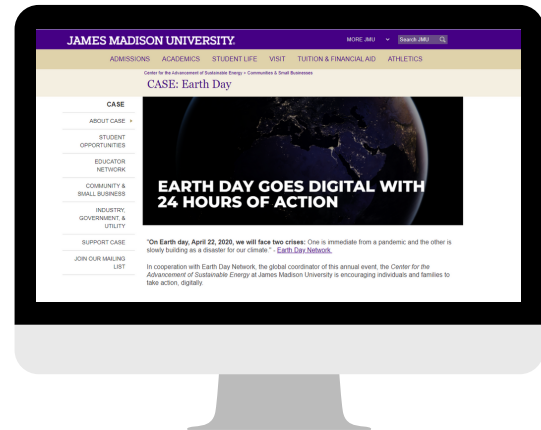 JAMES MADISON UNIVERSITY.
MORE JMU
Search JMU
ADMISSIONS ACADEMICS STUDENT LIFE VISIT TUITION & FINANCIAL AID ATHLETICS
Center for the Advancement of Sustainable Energy > Communities & Small Businesses
CASE: Earth Day
CASE
ABOUT CASE
STUDENT
OPPORTUNITIES
EDUCATOR
NETWORK
COMMUNITY &
SMALL BUSINESS
INDUSTRY,
GOVERNMENT, &
UTILITY
SUPPORT CASE
JOIN OUR MAILING
LIST
EARTH DAY GOES DIGITAL WITH
24 HOURS OF ACTION
"On Earth day, April 22, 2020, we will face two crises: One is immediate from a pandemic and the other is
slowly building as a disaster for our climate." - Earth Day Network.
In cooperation with Earth Day Network, the global coordinator of this annual event, the Center for the
Advancement of Sustainable Energy at James Madison University is encouraging individuals and families to
take action, digitally.